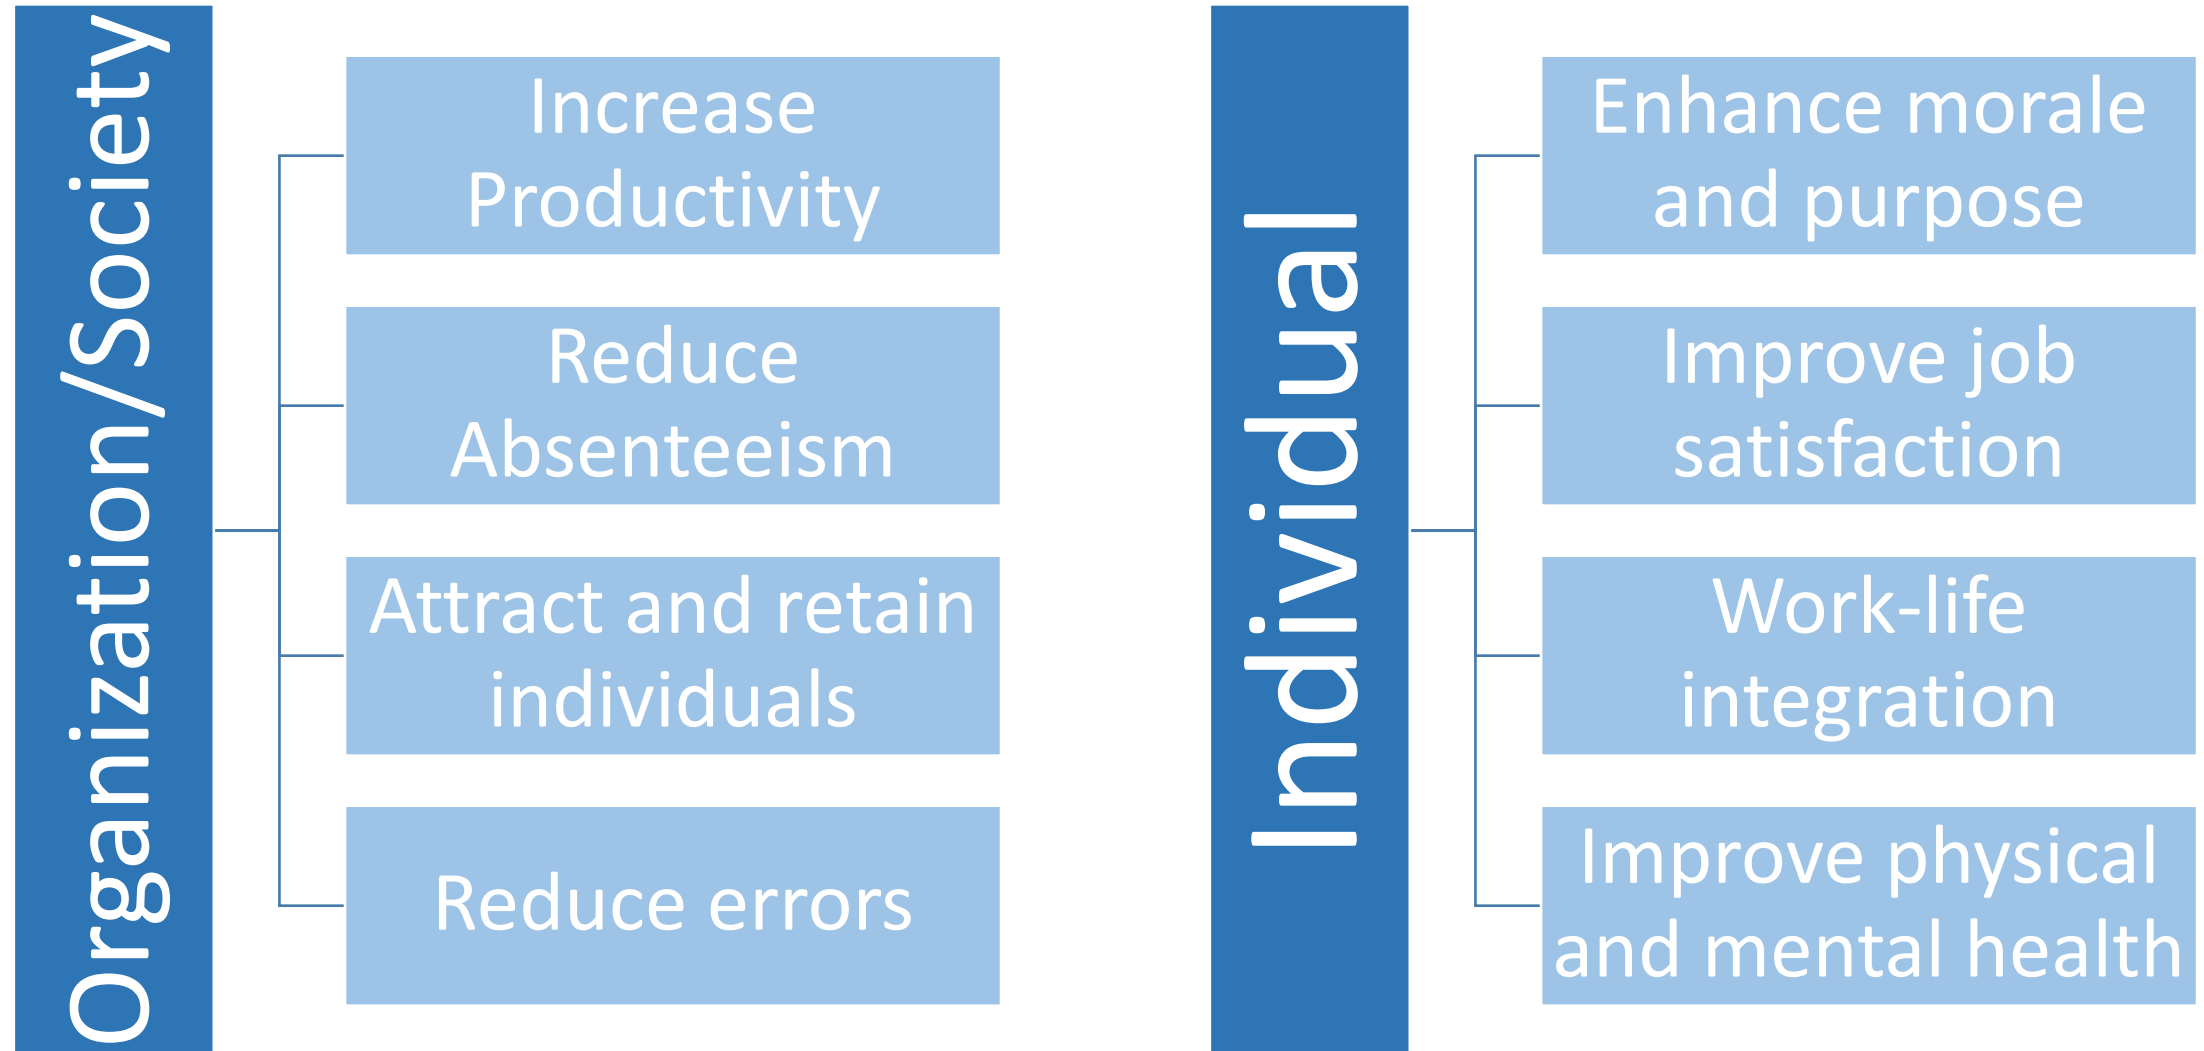 Organization/Society
Increase
Productivity
Reduce
Absenteeism
Attract and retain
individuals
Reduce errors
Individual
Enhance morale
and purpose
Improve job
satisfaction
Work-life
integration
Improve physical
and mental health